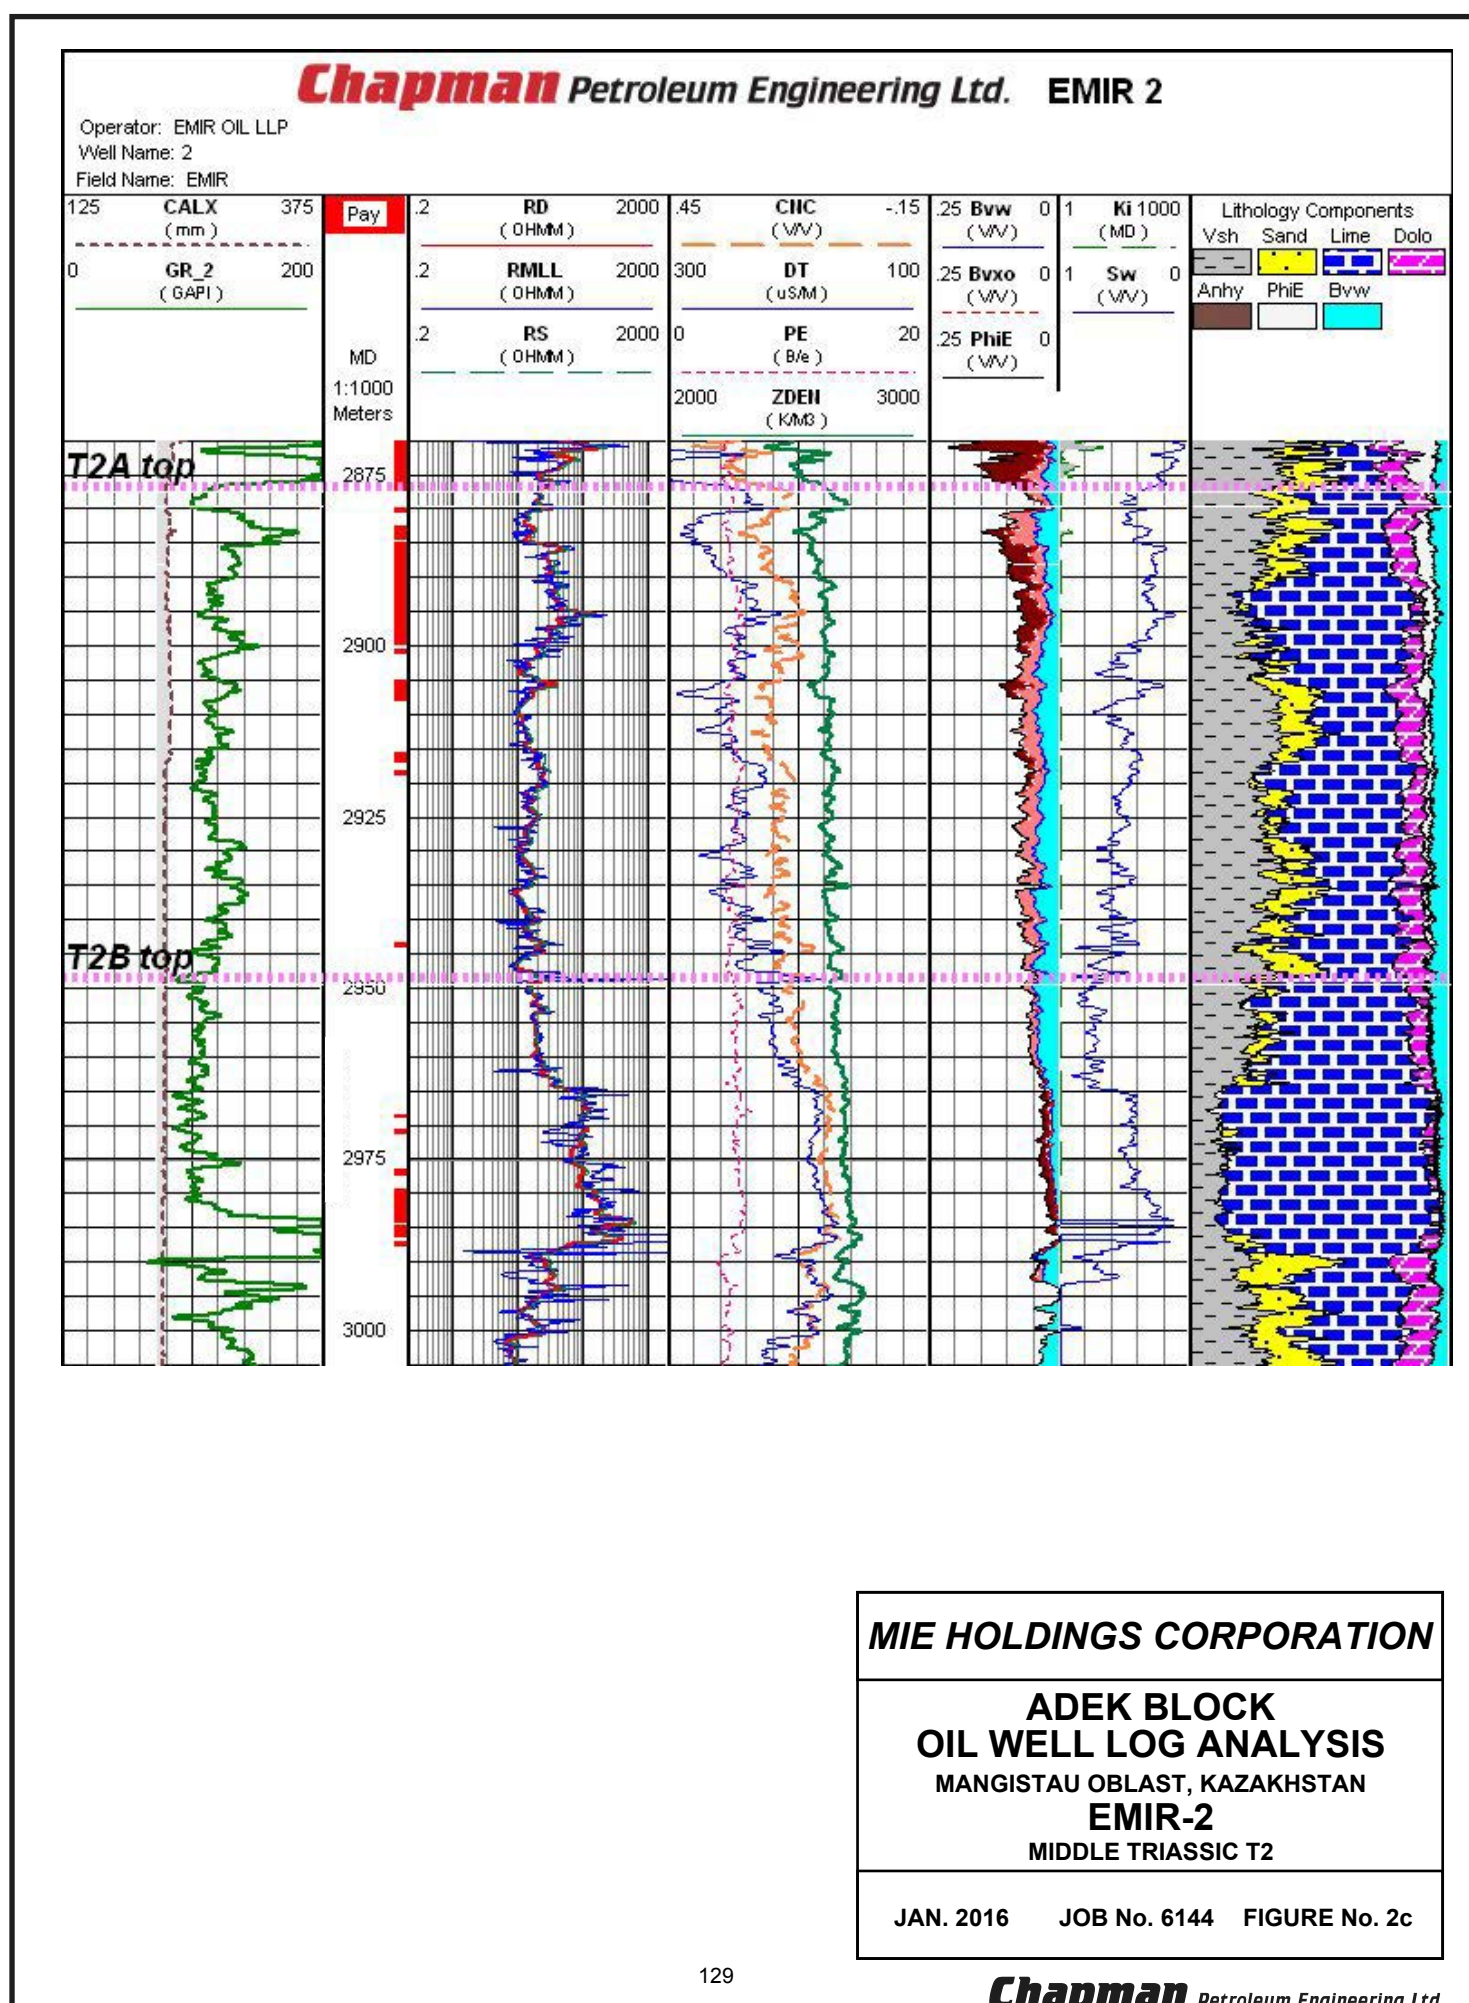 Chapman Petroleum Engineering Ltd. EMIR 2
Operator: EMIR OIL LLP
Well Name: 2
Field Name: EMIR
125 CALX 375
(mm)
0 GR_2 200
(GAPI)
Pay
MD
1:1000
Meters
.2 RD 2000
(OHMM)
.2 RMLL 2000
(OHMM)
.2 RS 2000
(OHMM)
.45 CNC -.15
(V/V)
300 DT 100
(uS/M)
0 PE 20
(B/e)
2000 ZDEN 3000
(K/M3)
.25 Bvw 0
(V/V)
.25 Bvxo 0
(V/V)
.25 PhiE 0
(V/V)
1 Ki 1000
(MD)
1 Sw 0
(V/V)
Lithology Components
Vsh Sand Lime Dolo
Anhy PhiE Bvw
T2A top
2875
2900
2925
T2B top
2950
2975
3000
MIE HOLDINGS CORPORATION
ADEK BLOCK
OIL WELL LOG ANALYSIS
MANGISTAU OBLAST, KAZAKHSTAN
EMIR-2
MIDDLE TRIASSIC T2
JAN. 2016 JOB No. 6144 FIGURE No. 2c
129
Chapman Petroleum Engineering Ltd.